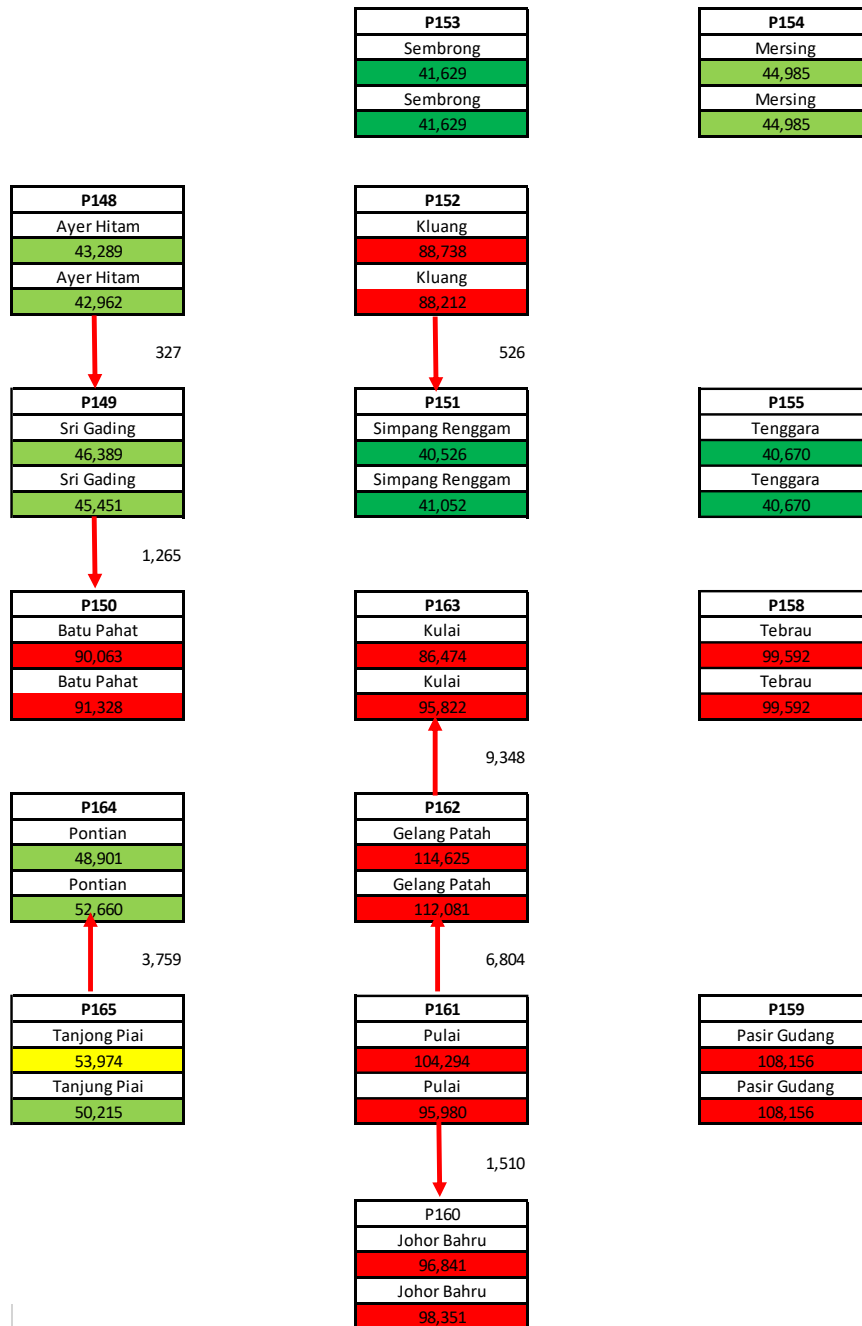 P153
Sembrong
41,629
Sembrong
41,629
P154
Mersing
44,985
Mersing
44,985
P148
Ayer Hitam
43,289
Ayer Hitam
42,962
327
P152
Kluang
88,738
Kluang
88,212
526
P149
Sri Gading
46,389
Sri Gading
45,451
1,265
P151
Simpang Renggam
40,526
Simpang Renggam
41,052
P155
Tenggara
40,670
Tenggara
40,670
P150
Batu Pahat
90,063
Batu Pahat
91,328
P163
Kulai
86,474
Kulai
95,822
9,348
P158
Tebrau
99,592
Tebrau
99,592
P164
Pontian
48,901
Pontian
52,660
3,759
P162
Gelang Patah
114,625
Gelang Patah
112,081
6,804
P165
Tanjong Piai
53,974
Tanjung Piai
50,215
P161
Pulai
104,294
Pulai
95,980
1,510
P159
Pasir Gudang
108,156
Pasir Gudang
108,156
P160
Johor Bahru
96,841
Johor Bahru
98,351